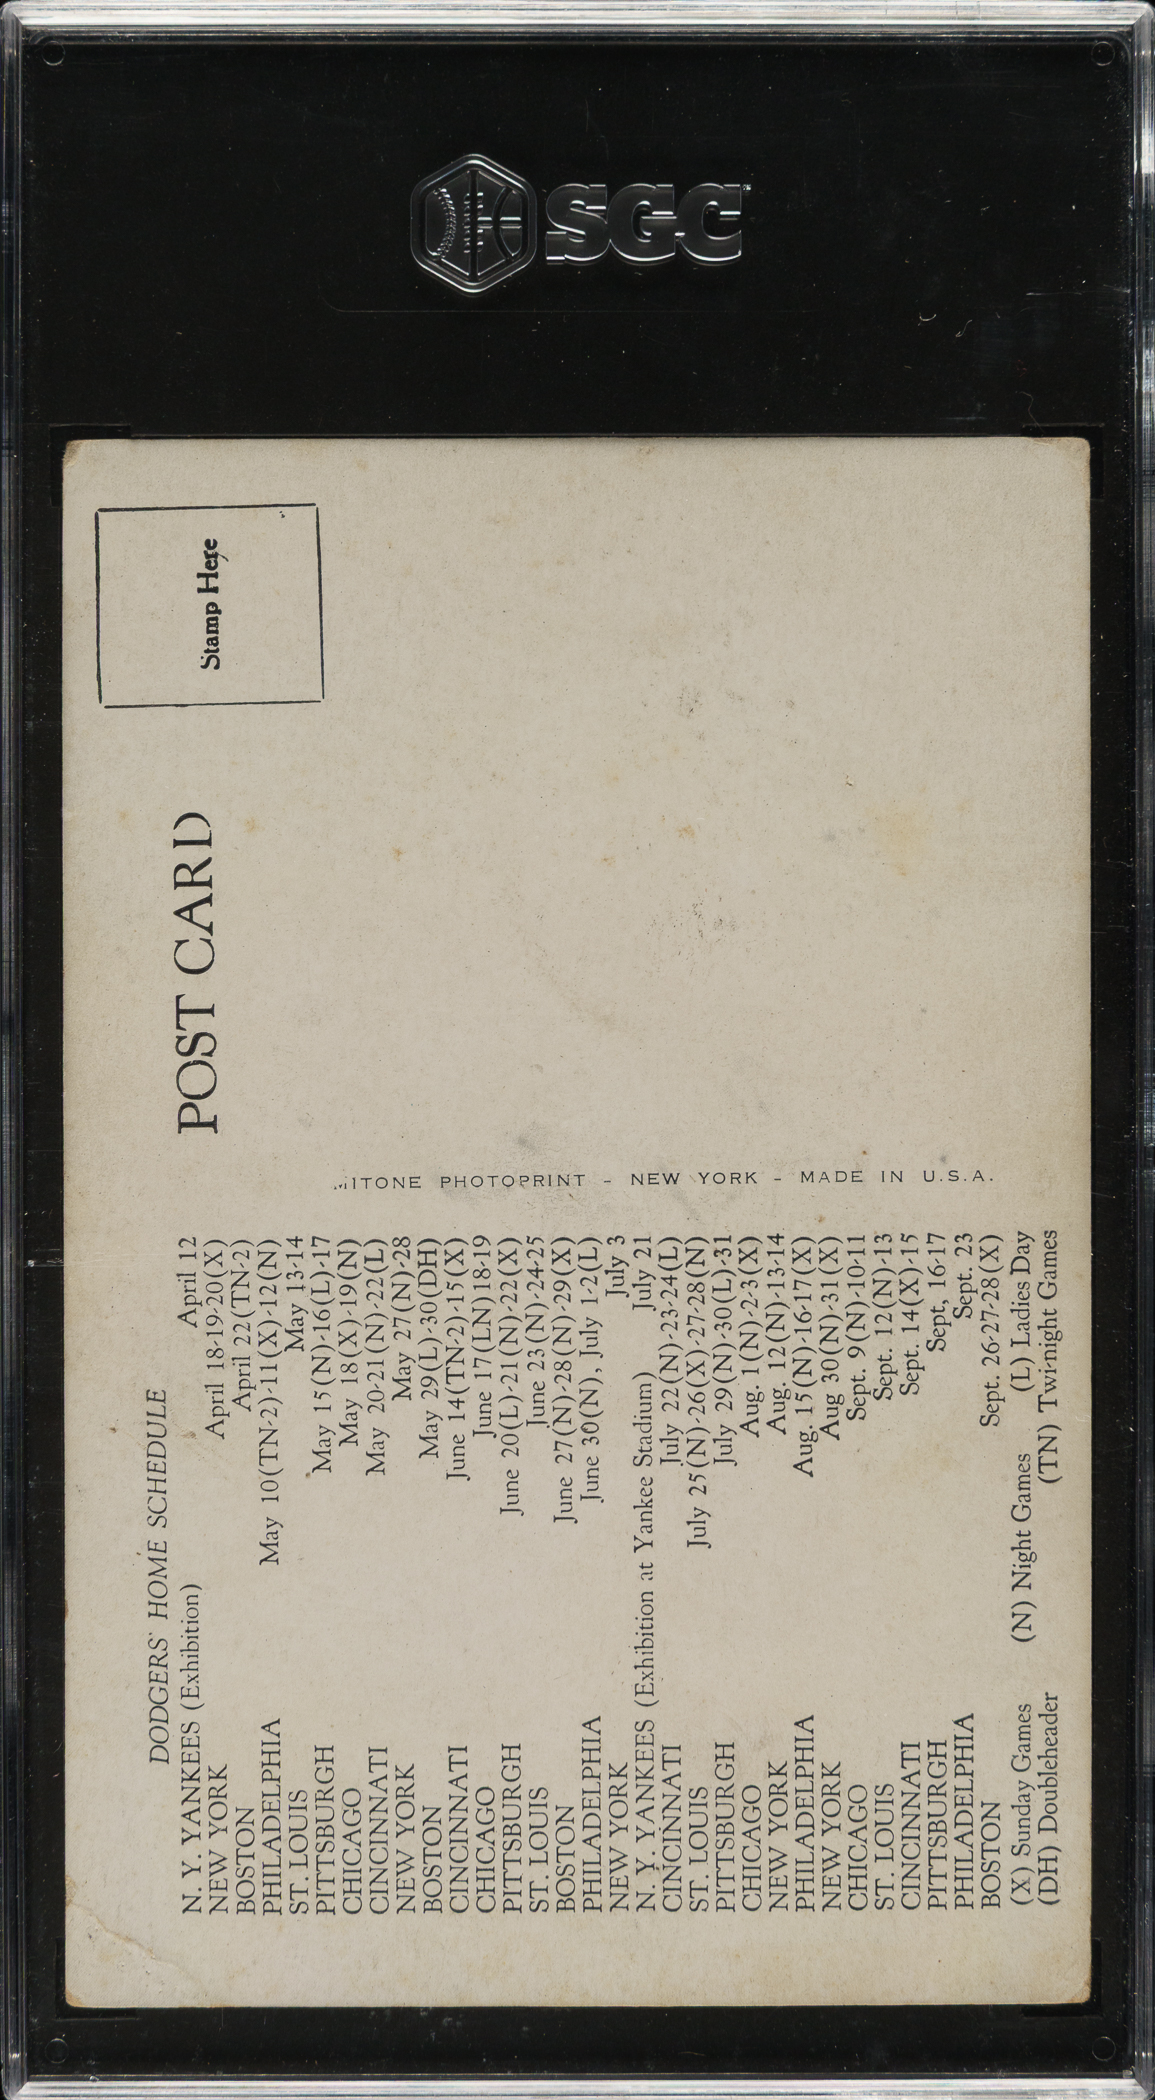 SGC
Stamp Here
POST CARD
MITONE PHOTOPRINT - NEW YORK - MADE IN U.S.A.
DODGERS' HOME SCHEDULE
N. Y. YANKEES (Exhibition) April 12
NEW YORK April 18-19-20(X)
BOSTON April 22(TN-2)
PHILADELPHIA May 10(TN-2)-11(X)-12(N)
ST. LOUIS May 13-14
PITTSBURGH May 15(N)-16(L)-17
CHICAGO May 18(X)-19(N)
CINCINNATI May 20-21(N)-22(L)
NEW YORK May 27(N)-28
BOSTON May 29(L)-30(DH)
CINCINNATI June 14(TN-2)-15(X)
CHICAGO June 17(LN)18-19
PITTSBURGH June 20(L)-21(N)-22(X)
ST. LOUIS June 23(N)-24-25
BOSTON June 27(N)-28(N)-29(X)
PHILADELPHIA June 30(N), July 1-2(L)
NEW YORK July 3
N. Y. YANKEES (Exhibition at Yankee Stadium) July 21
CINCINNATI July 22(N)-23-24(L)
ST. LOUIS July 25(N)-26(X)-27-28(N)
PITTSBURGH July 29(N)-30(L)-31
CHICAGO Aug. 1(N)-2-3(X)
NEW YORK Aug. 12(N)-13-14
PHILADELPHIA Aug. 15(N)-16-17(X)
NEW YORK Aug 30(N)-31(X)
CHICAGO Sept. 9(N)-10-11
ST. LOUIS Sept. 12(N)-13
CINCINNATI Sept. 14(X)-15
PITTSBURGH Sept, 16-17
PHILADELPHIA Sept. 23
BOSTON Sept. 26-27-28(X)
(X) Sunday Games (N) Night Games (L) Ladies Day
(DH) Doubleheader (TN) Twi-night Games